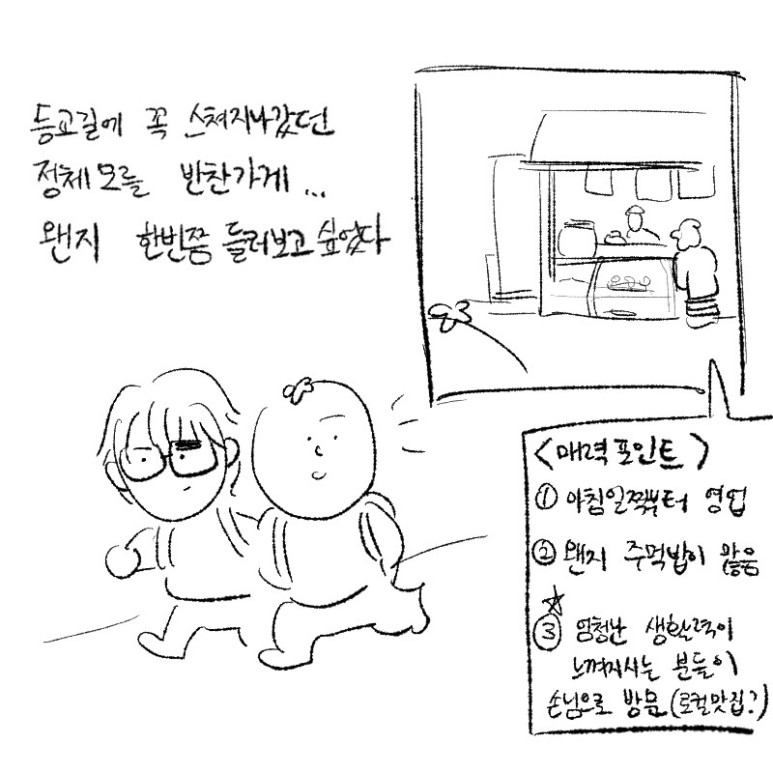 등교길에 꼭 스쳐지나갔던
정체모를 반찬가게...
왠지 한번쯤 들러보고 싶었다
<매력포인트>
① 아침일찍부터 영업
② 왠지 주먹밥이 많음
☆
③ 엄청난 생활력이
느껴지시는 분들이
손님으로 방문 (로컬맛집?)